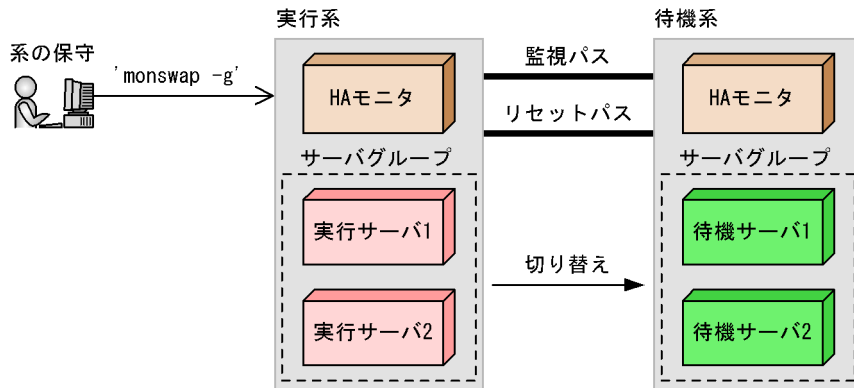 実行系
待機系
系の保守
'monswap -g'
HAモニタ
監視パス
HAモニタ
リセットパス
サーバグループ
サーバグループ
実行サーバ1
待機サーバ1
切り替え
実行サーバ2
待機サーバ2